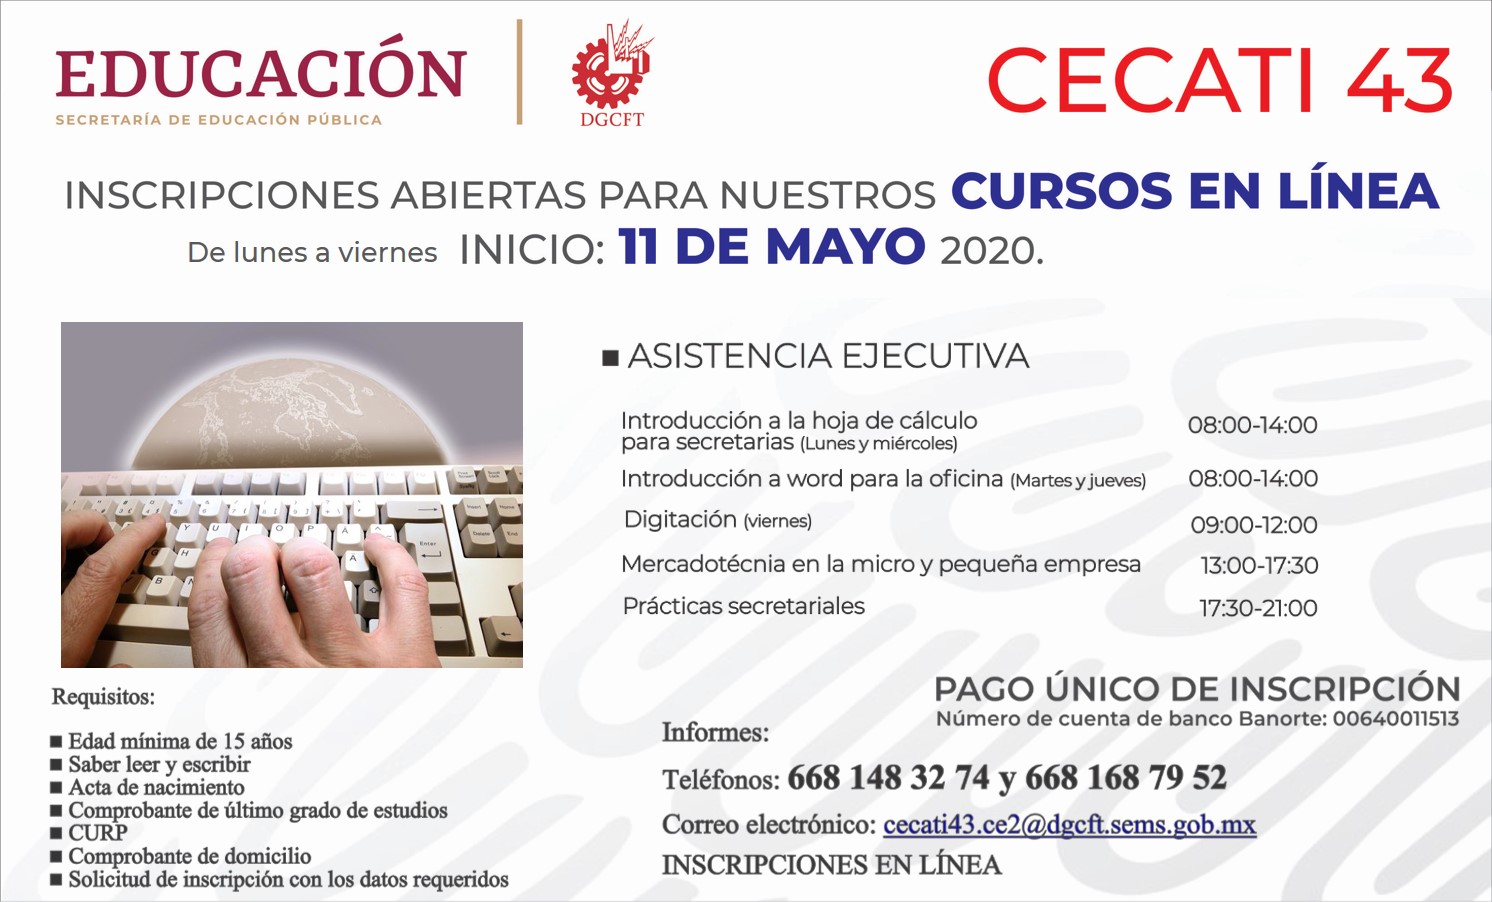 EDUCACIÓN
SECRETARÍA DE EDUCACIÓN PÚBLICA
DGCFT
CECATI 43
INSCRIPCIONES ABIERTAS PARA NUESTROS CURSOS EN LÍNEA
De lunes a viernes INICIO: 11 DE MAYO 2020.
■ ASISTENCIA EJECUTIVA
Introducción a la hoja de cálculo
para secretarias (Lunes y miércoles) 08:00-14:00
Introducción a word para la oficina (Martes y jueves) 08:00-14:00
Digitación (viernes) 09:00-12:00
Mercadotécnia en la micro y pequeña empresa 13:00-17:30
Prácticas secretariales 17:30-21:00
Requisitos:
■ Edad mínima de 15 años
■ Saber leer y escribir
■ Acta de nacimiento
■ Comprobante de último grado de estudios
■ CURP
■ Comprobante de domicilio
■ Solicitud de inscripción con los datos requeridos
PAGO ÚNICO DE INSCRIPCIÓN
Número de cuenta de banco Banorte: 00640011513
Informes:
Teléfonos: 668 148 32 74 y 668 168 79 52
Correo electrónico: cecati43.ce2@dgcft.sems.gob.mx
INSCRIPCIONES EN LÍNEA